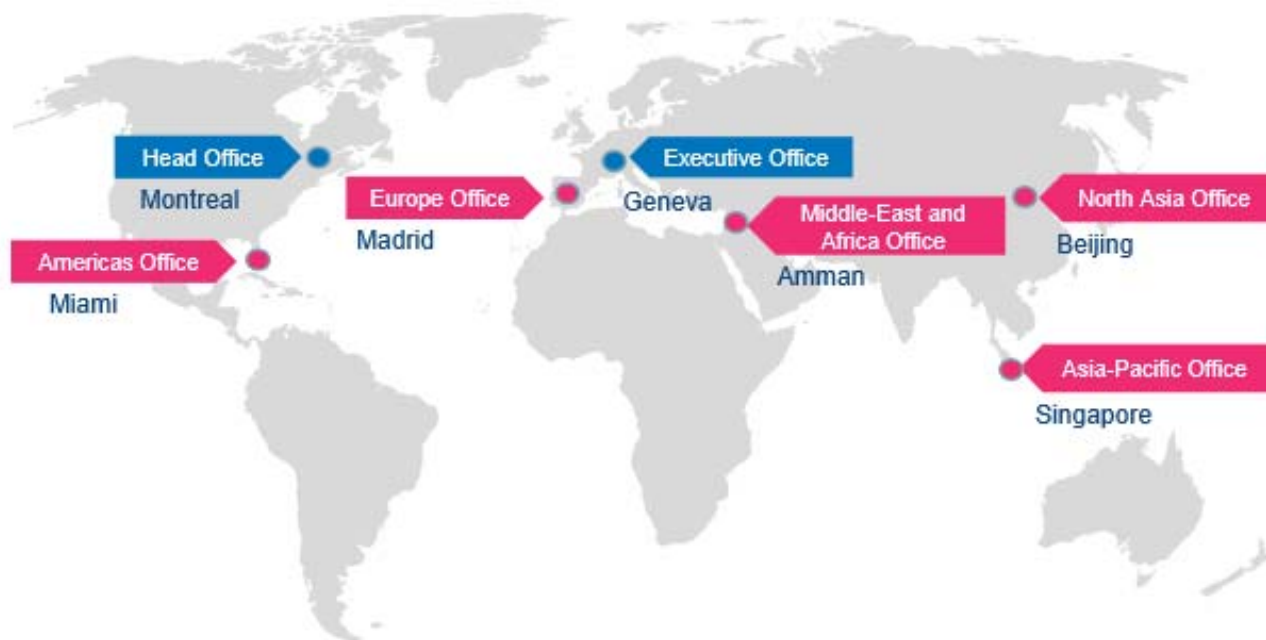 Head Office
Montreal
Executive Office
Geneva
Europe Office
Madrid
Middle-East and
Africa Office
Amman
North Asia Office
Beijing
Americas Office
Miami
Asia-Pacific Office
Singapore